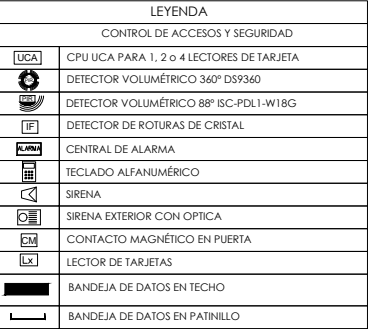 LEYENDA
CONTROL DE ACCESOS Y SEGURIDAD
UCA CPU UCA PARA 1, 2 o 4 LECTORES DE TARJETA
PIR DETECTOR VOLUMÉTRICO 360º DS9360
PIR DETECTOR VOLUMÉTRICO 88º ISC-PDL1-W18G
IF DETECTOR DE ROTURAS DE CRISTAL
ALARMA CENTRAL DE ALARMA
TECLADO ALFANUMÉRICO
SIRENA
SIRENA EXTERIOR CON OPTICA
CM CONTACTO MAGNÉTICO EN PUERTA
Lx LECTOR DE TARJETAS
BANDEJA DE DATOS EN TECHO
BANDEJA DE DATOS EN PATINILLO